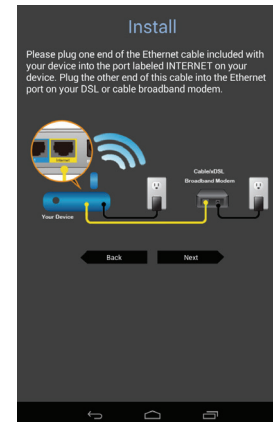 Install
Please plug one end of the Ethernet cable included with
your device into the port labeled INTERNET on your
device. Plug the other end of this cable into the Ethernet
port on your DSL or cable broadband modem.
Internet
Cable/xDSL
Broadband Modem
Your Device
Back
Next